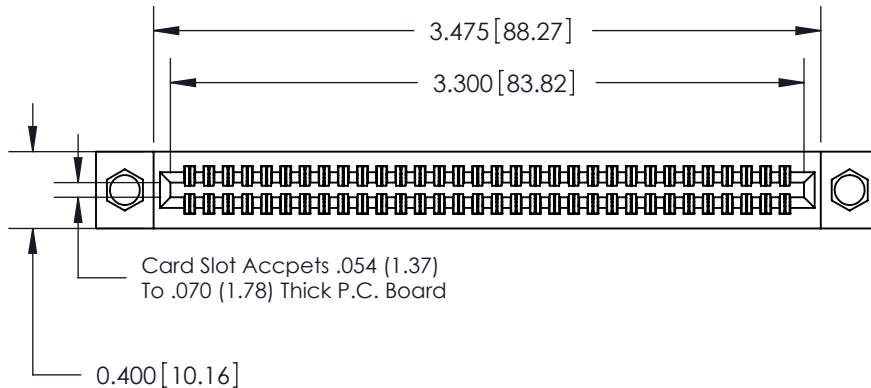 3.475[88.27]
3.300[83.82]
Card Slot Accpets .054 (1.37)
To .070 (1.78) Thick P.C. Board
0.400[10.16]